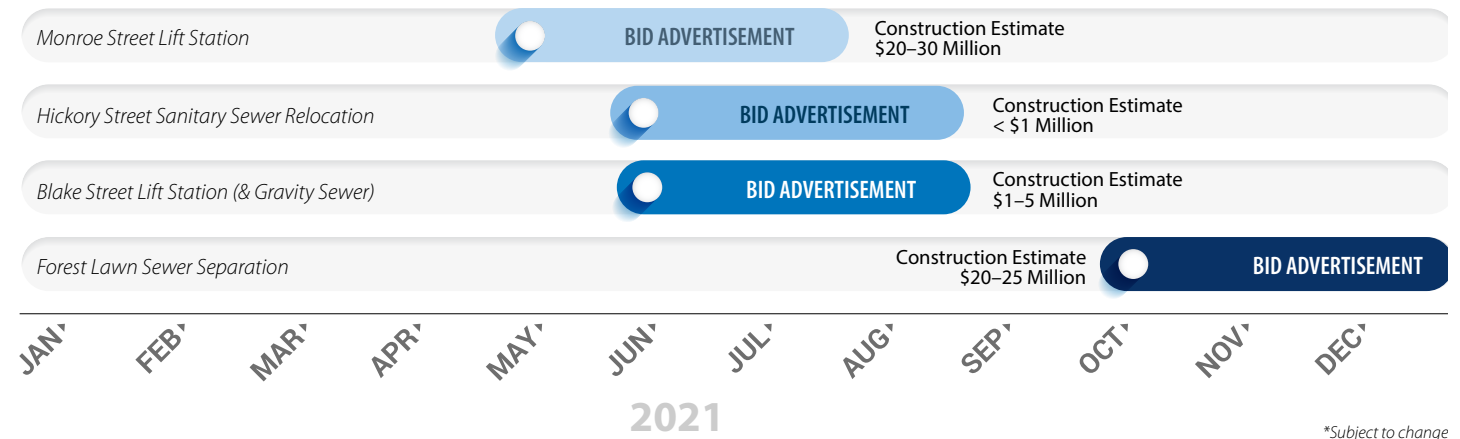 Monroe Street Lift Station
BID ADVERTISEMENT
Construction Estimate
$20–30 Million
Hickory Street Sanitary Sewer Relocation
BID ADVERTISEMENT
Construction Estimate
< $1 Million
Blake Street Lift Station (& Gravity Sewer)
BID ADVERTISEMENT
Construction Estimate
$1–5 Million
Forest Lawn Sewer Separation
Construction Estimate
$20–25 Million
BID ADVERTISEMENT
JAN
FEB
MAR
APR
MAY
JUN
JUL
AUG
SEP
OCT
NOV
DEC
2021
*Subject to change